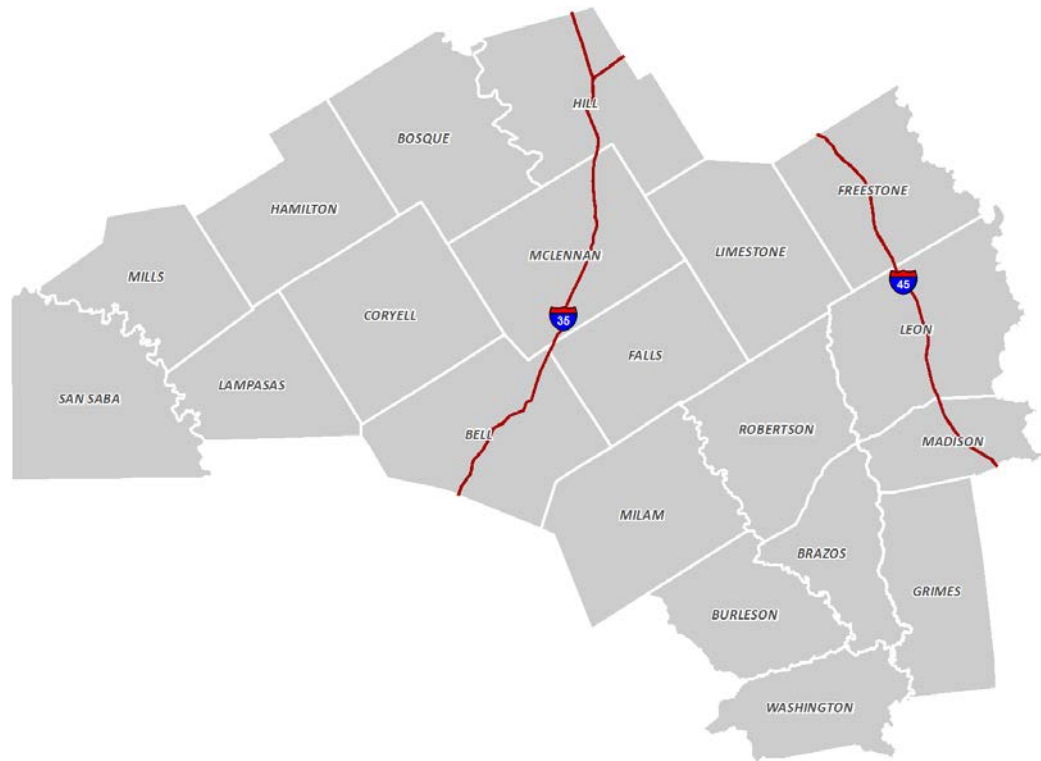 HILL
BOSQUE
FREESTONE
HAMILTON
LIMESTONE
MCLENNAN
MILLS
45
CORYELL
35
LEON
FALLS
LAMPASAS
SAN SABA
ROBERTSON
BELL
MADISON
MILAM
BRAZOS
GRIMES
BURLESON
WASHINGTON